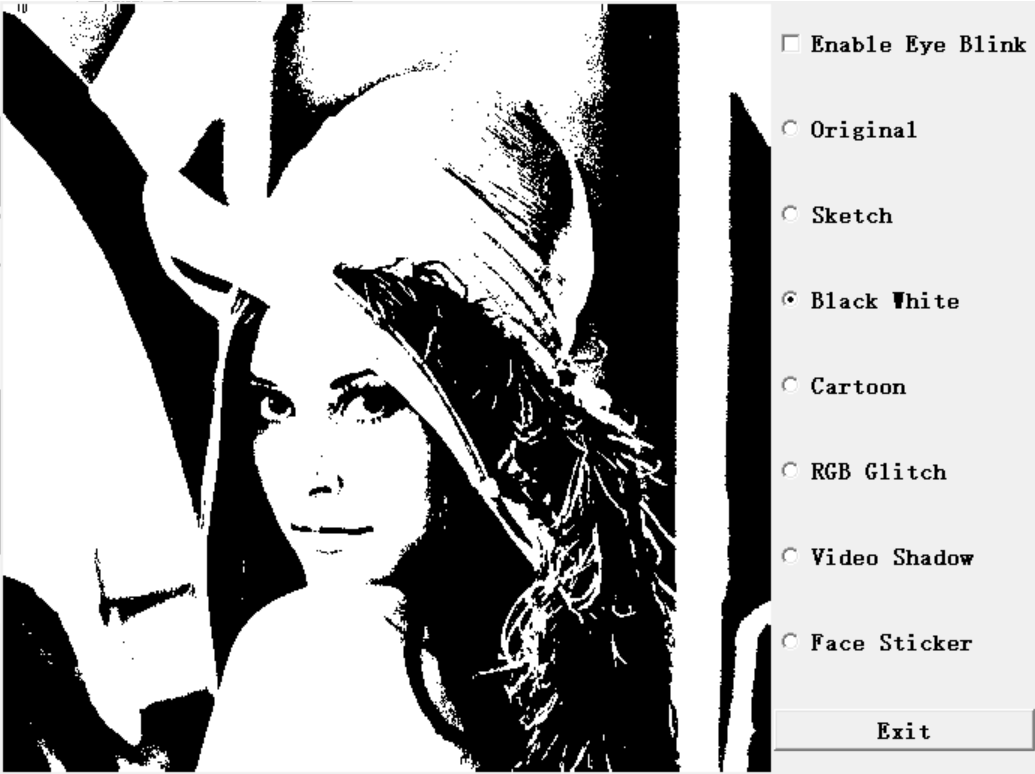 Enable Eye Blink
Original
Sketch
Black White
Cartoon
RGB Glitch
Video Shadow
Face Sticker
Exit